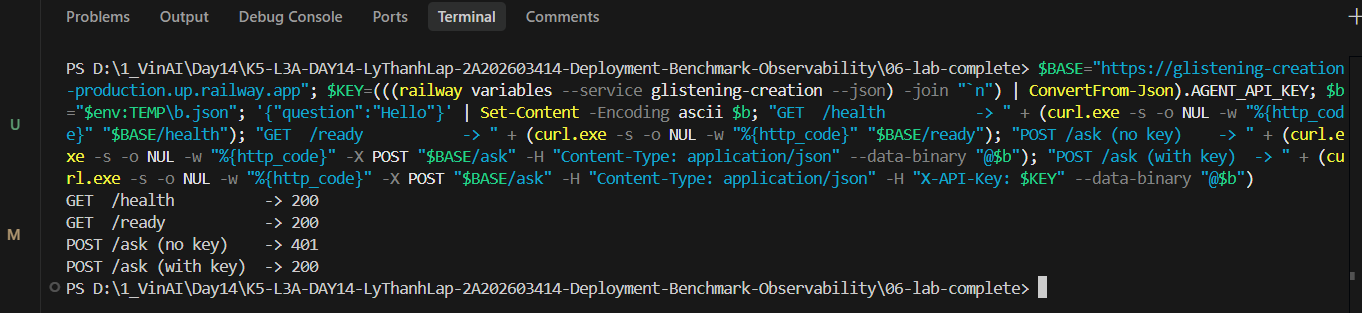 Problems Output Debug Console Ports Terminal Comments
PS D:\1_VinAI\Day14\K5-L3A-DAY14-LyThanhLap-2A202603414-Deployment-Benchmark-Observability\06-lab-complete> $BASE="https://glistening-creation
-production.up.railway.app"; $KEY=(((railway variables --service glistening-creation --json) -join "`n") | ConvertFrom-Json).AGENT_API_KEY; $b
="$env:TEMP\b.json"; '{"question":"Hello"}' | Set-Content -Encoding ascii $b; "GET  /health         -> " + (curl.exe -s -o NUL -w "%{http_cod
e}" "$BASE/health"); "GET  /ready          -> " + (curl.exe -s -o NUL -w "%{http_code}" "$BASE/ready"); "POST /ask (no key)    -> " + (curl.e
xe -s -o NUL -w "%{http_code}" -X POST "$BASE/ask" -H "Content-Type: application/json" --data-binary "@$b"); "POST /ask (with key)  -> " + (cu
rl.exe -s -o NUL -w "%{http_code}" -X POST "$BASE/ask" -H "Content-Type: application/json" -H "X-API-Key: $KEY" --data-binary "@$b")
U
GET  /health         -> 200
GET  /ready          -> 200
M
POST /ask (no key)    -> 401
POST /ask (with key)  -> 200
PS D:\1_VinAI\Day14\K5-L3A-DAY14-LyThanhLap-2A202603414-Deployment-Benchmark-Observability\06-lab-complete>